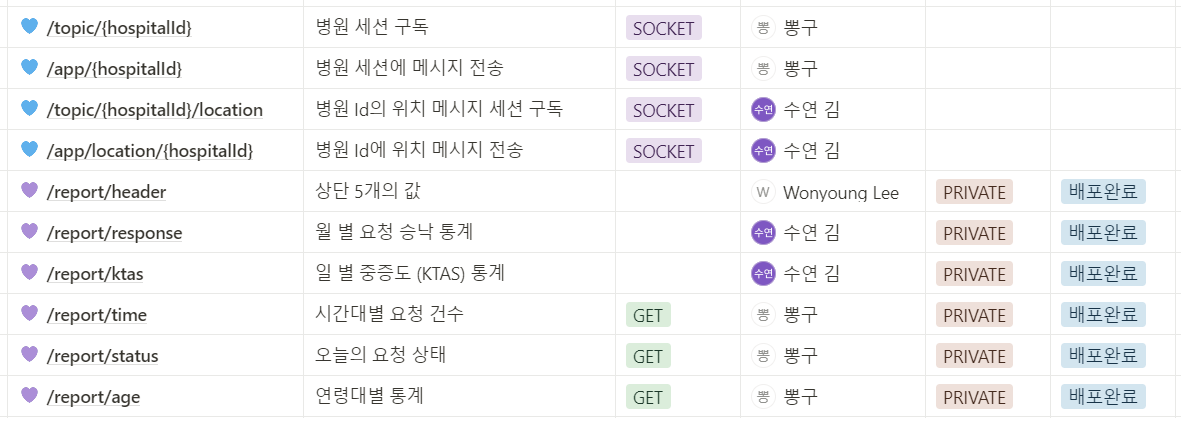 /topic/{hospitalId} 병원 세션 구독 SOCKET 뽕 뽕구
/app/{hospitalId} 병원 세션에 메시지 전송 SOCKET 뽕 뽕구
/topic/{hospitalId}/location 병원 Id의 위치 메시지 세션 구독 SOCKET 수연 수연 김
/app/location/{hospitalId} 병원 Id에 위치 메시지 전송 SOCKET 수연 수연 김
/report/header 상단 5개의 값 W Wonyoung Lee PRIVATE 배포완료
/report/response 월 별 요청 승낙 통계 수연 수연 김 PRIVATE 배포완료
/report/ktas 일 별 중증도 (KTAS) 통계 수연 수연 김 PRIVATE 배포완료
/report/time 시간대별 요청 건수 GET 뽕 뽕구 PRIVATE 배포완료
/report/status 오늘의 요청 상태 GET 뽕 뽕구 PRIVATE 배포완료
/report/age 연령대별 통계 GET 뽕 뽕구 PRIVATE 배포완료